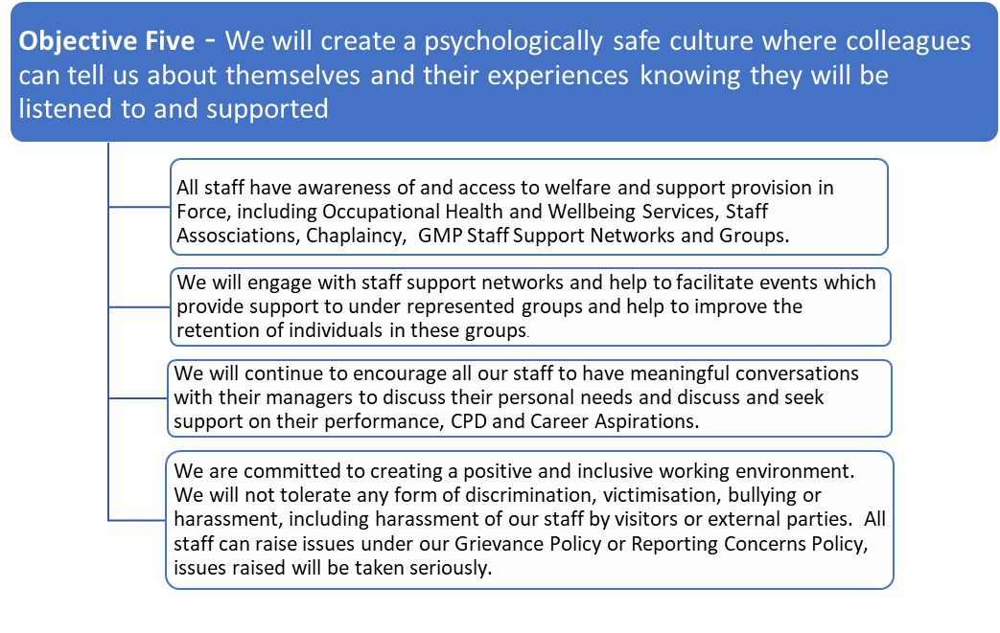 Objective Five - We will create a psychologically safe culture where colleagues
can tell us about themselves and their experiences knowing they will be
listened to and supported
All staff have awareness of and access to welfare and support provision in
Force, including Occupational Health and Wellbeing Services, Staff
Assosciations, Chaplaincy, GMP Staff Support Networks and Groups.
We will engage with staff support networks and help to facilitate events which
provide support to under represented groups and help to improve the
retention of individuals in these groups.
We will continue to encourage all our staff to have meaningful conversations
with their managers to discuss their personal needs and discuss and seek
support on their performance, CPD and Career Aspirations.
We are committed to creating a positive and inclusive working environment.
We will not tolerate any form of discrimination, victimisation, bullying or
harassment, including harassment of our staff by visitors or external parties. All
staff can raise issues under our Grievance Policy or Reporting Concerns Policy,
issues raised will be taken seriously.